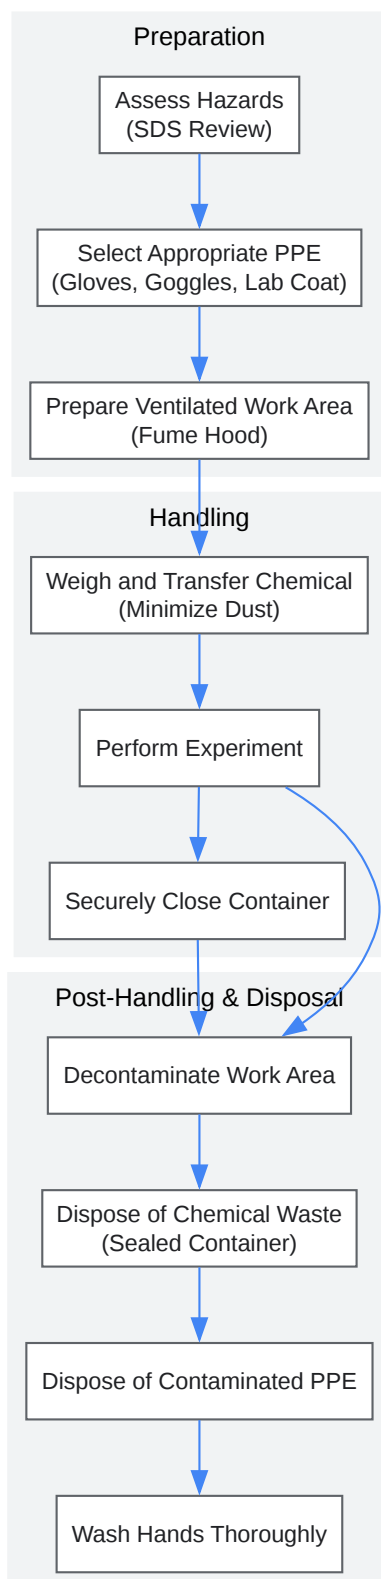 Preparation
Assess Hazards
(SDS Review)
Select Appropriate PPE
(Gloves, Goggles, Lab Coat)
Prepare Ventilated Work Area
(Fume Hood)
Handling
Weigh and Transfer Chemical
(Minimize Dust)
Perform Experiment
Securely Close Container
Post-Handling & Disposal
Decontaminate Work Area
Dispose of Chemical Waste
(Sealed Container)
Dispose of Contaminated PPE
Wash Hands Thoroughly